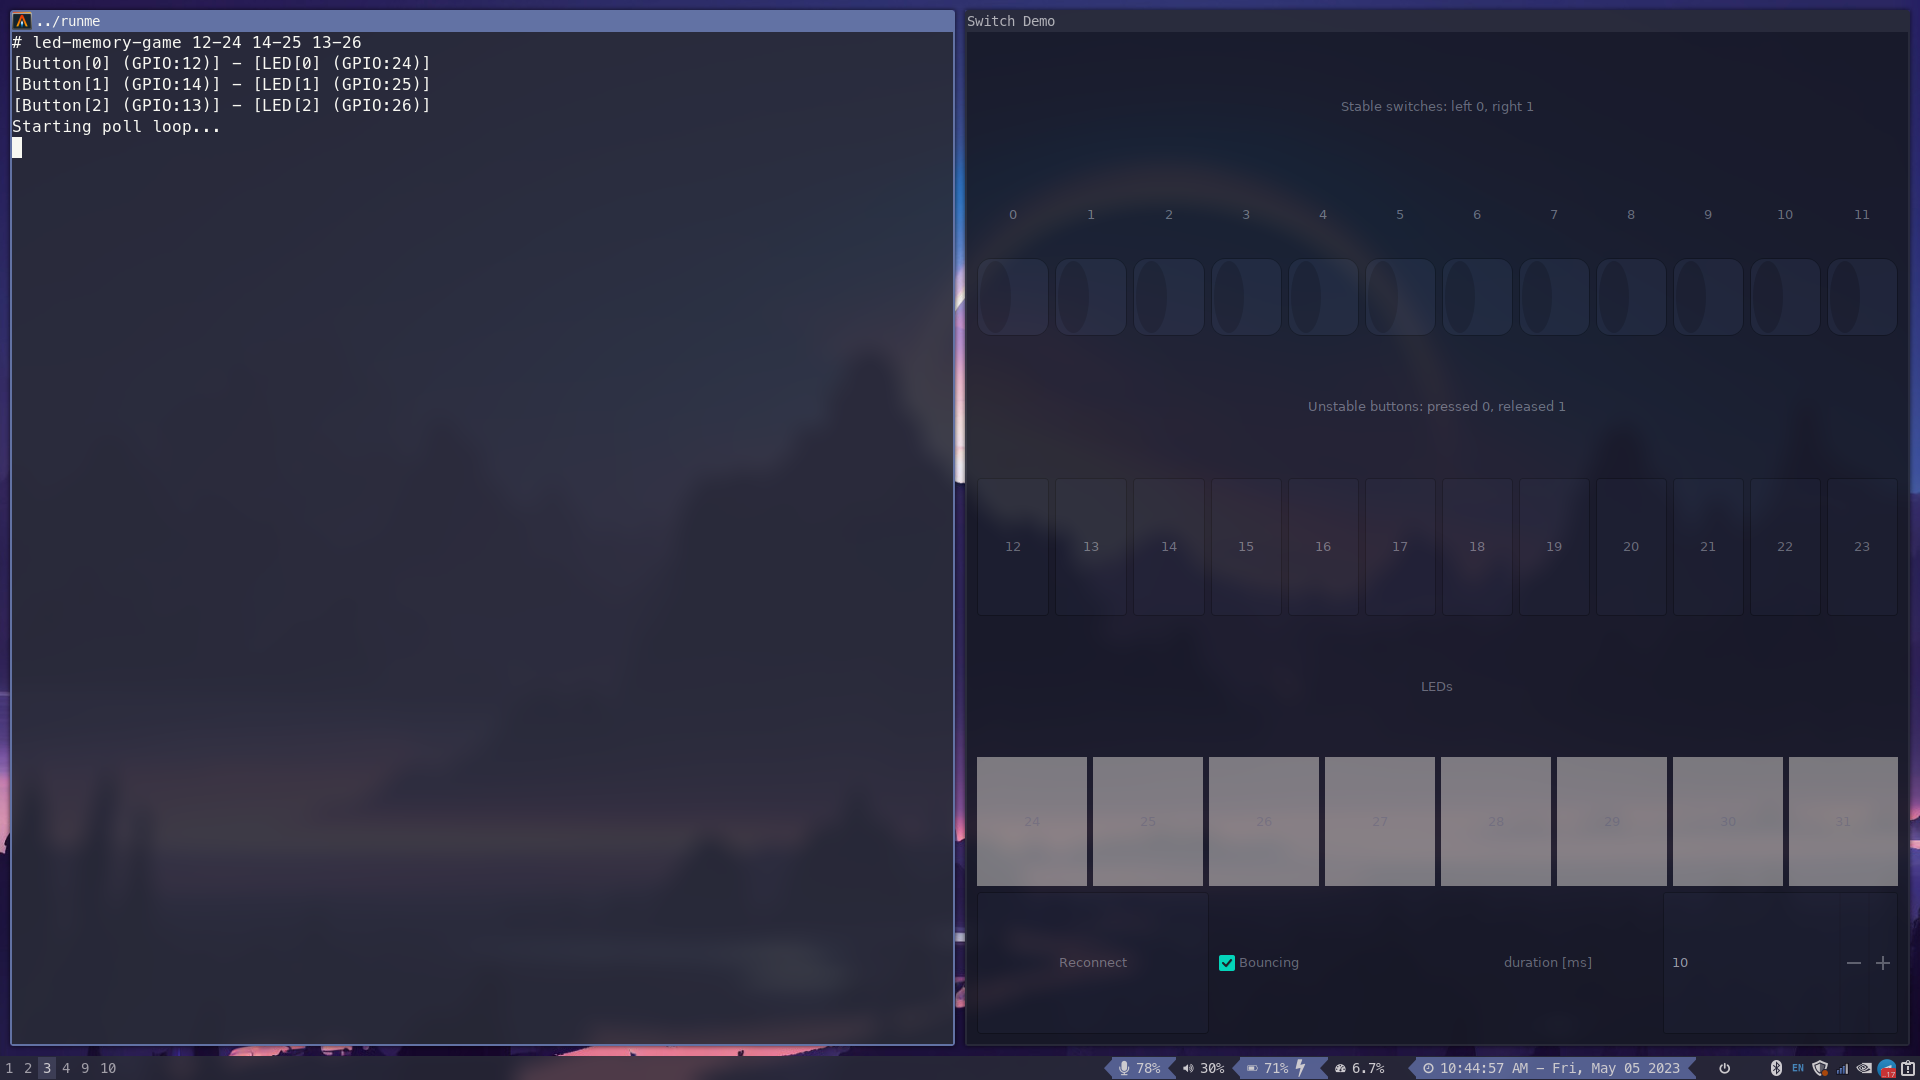 ../runme
# led-memory-game 12-24 14-25 13-26
[Button[0] (GPIO:12)] - [LED[0] (GPIO:24)]
[Button[1] (GPIO:14)] - [LED[1] (GPIO:25)]
[Button[2] (GPIO:13)] - [LED[2] (GPIO:26)]
Starting poll loop...
Switch Demo
Stable switches: left 0, right 1
0 1 2 3 4 5 6 7 8 9 10 11
Unstable buttons: pressed 0, released 1
12 13 14 15 16 17 18 19 20 21 22 23
LEDs
24 25 26 27 28 29 30 31
Reconnect Bouncing duration [ms] 10
1 2 3 4 9 10 78% 30% 71% 6.7% 10:44:57 AM - Fri, May 05 2023 EN 17